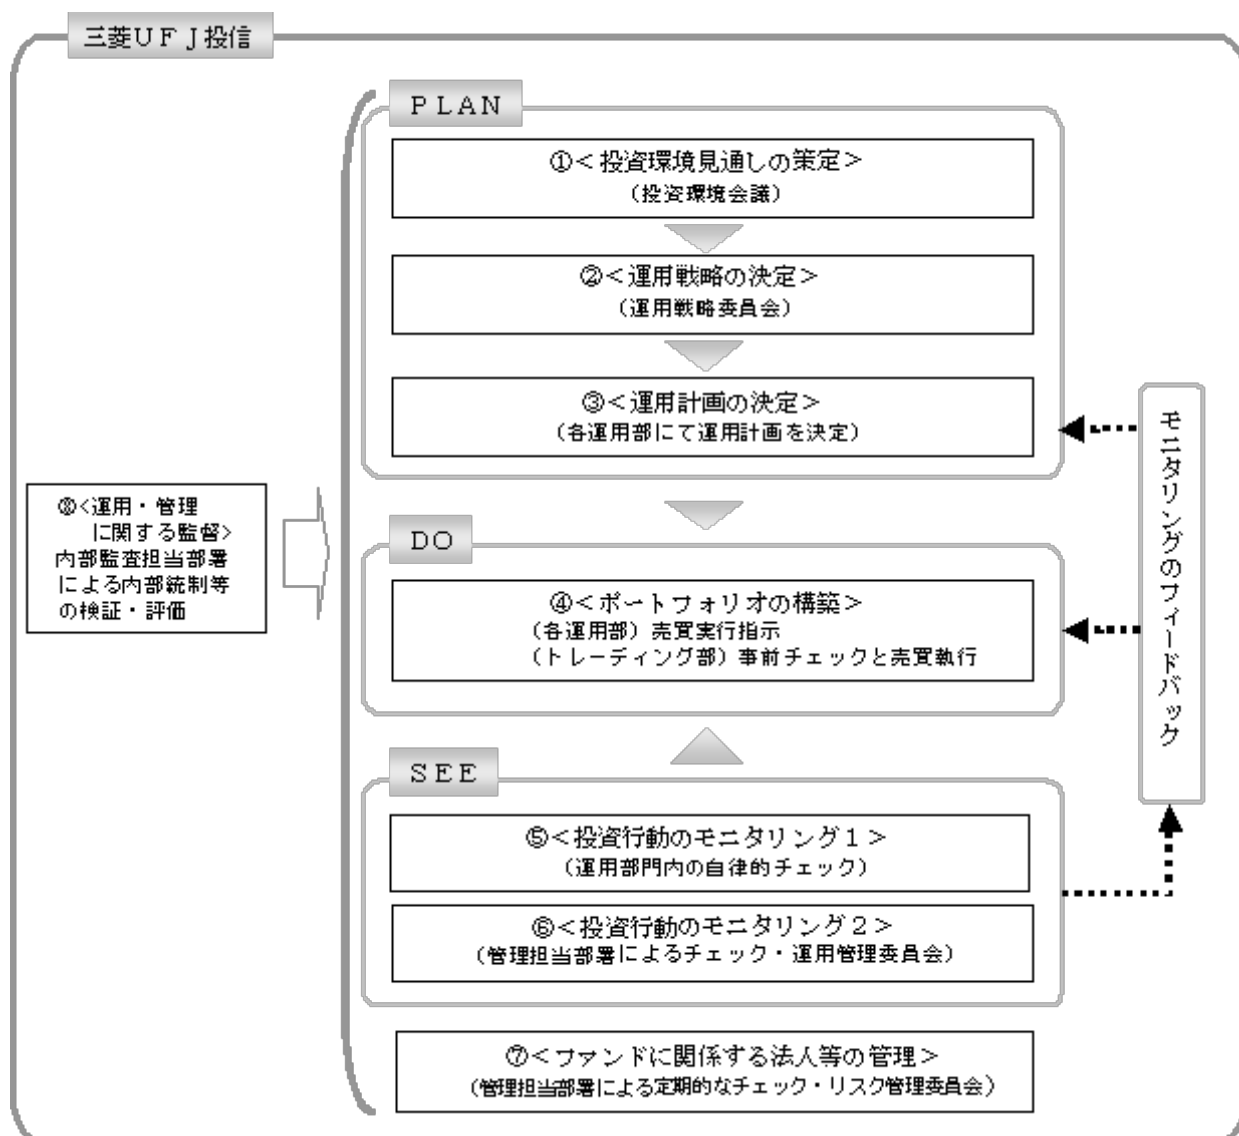 三菱ＵＦＪ投信
ＰＬＡＮ
①＜投資環境見通しの策定＞
（投資環境会議）
②＜運用戦略の決定＞
（運用戦略委員会）
③＜運用計画の決定＞
（各運用部にて運用計画を決定）
⑧<運用・管理
に関する監督>
内部監査担当部署
による内部統制等
の検証・評価
ＤＯ
④＜ポートフォリオの構築＞
（各運用部）売買実行指示
（トレーディング部）事前チェックと売買執行
モニタリングのフィードバック
ＳＥＥ
⑤＜投資行動のモニタリング１＞
（運用部門内の自律的チェック）
⑥＜投資行動のモニタリング２＞
（管理担当部署によるチェック・運用管理委員会）
⑦＜ファンドに関係する法人等の管理＞
（管理担当部署による定期的なチェック・リスク管理委員会）